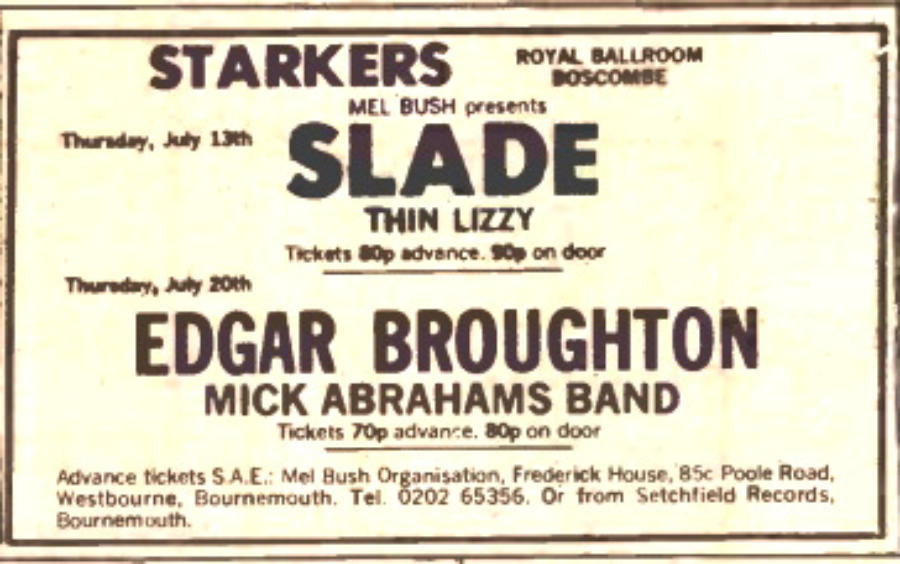 STARKERS
ROYAL BALLROOM
BOSCOMBE
MEL BUSH presents
Thursday, July 13th
SLADE
THIN LIZZY
Tickets 80p advance. 90p on door
Thursday, July 20th
EDGAR BROUGHTON
MICK ABRAHAMS BAND
Tickets 70p advance. 80p on door
Advance tickets S.A.E.: Mel Bush Organisation, Frederick House, 85c Poole Road,
Westbourne, Bournemouth. Tel. 0202 65356. Or from Setchfield Records,
Bournemouth.